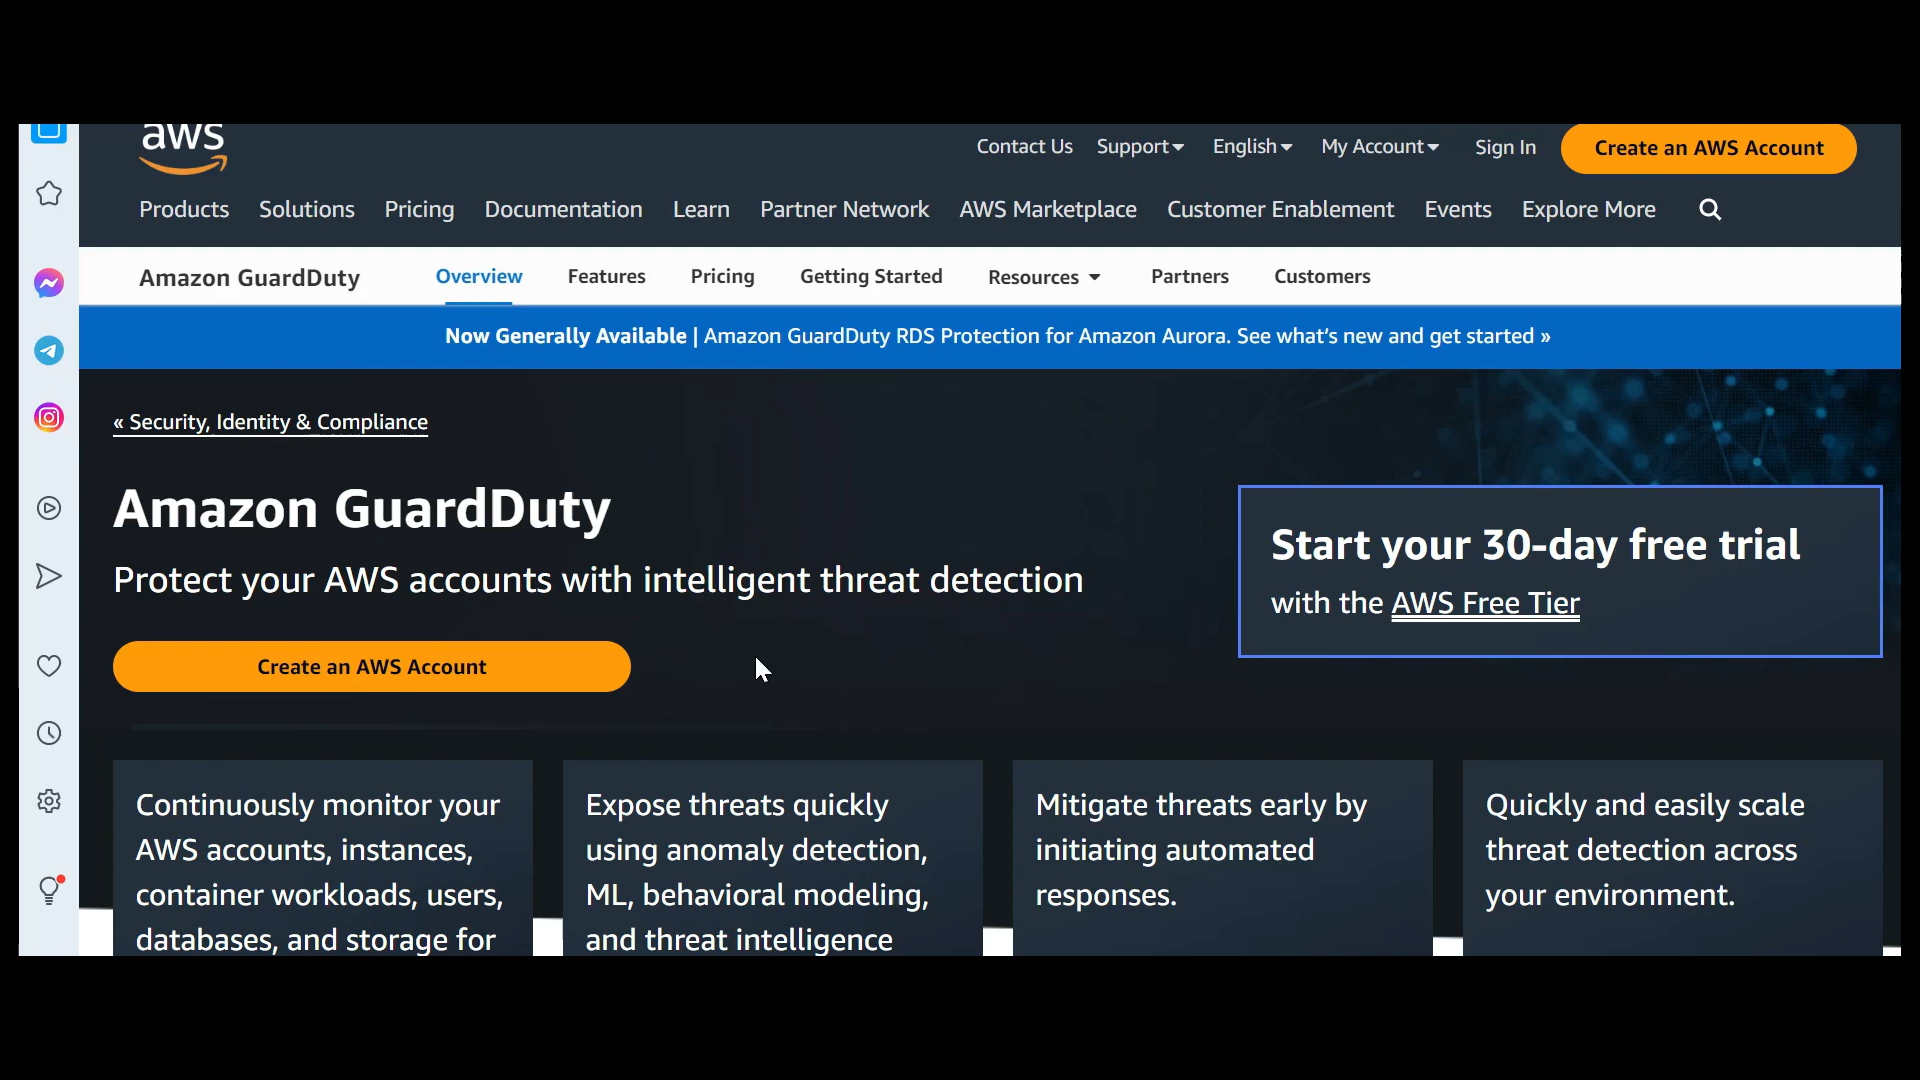 aws
Contact Us Support English My Account Sign In Create an AWS Account
Products Solutions Pricing Documentation Learn Partner Network AWS Marketplace Customer Enablement Events Explore More
Amazon GuardDuty Overview Features Pricing Getting Started Resources Partners Customers
Now Generally Available | Amazon GuardDuty RDS Protection for Amazon Aurora. See what's new and get started »
« Security, Identity & Compliance
Amazon GuardDuty
Protect your AWS accounts with intelligent threat detection
Create an AWS Account
Start your 30-day free trial
with the AWS Free Tier
Continuously monitor your
AWS accounts, instances,
container workloads, users,
databases, and storage for
Expose threats quickly
using anomaly detection,
ML, behavioral modeling,
and threat intelligence
Mitigate threats early by
initiating automated
responses.
Quickly and easily scale
threat detection across
your environment.